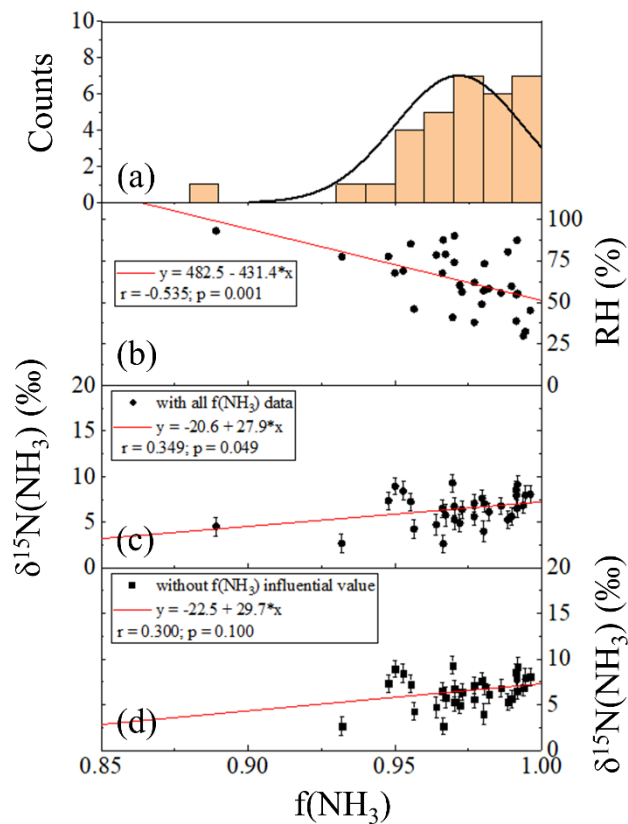 10
8
6
4
2
0
Counts
(a)
100
75
50
25
0
RH (%)
y = 482.5 - 431.4*x
r = -0.535; p = 0.001
(b)
20
15
10
5
0
δ¹⁵N(NH₃) (‰)
with all f(NH₃) data
y = -20.6 + 27.9*x
r = 0.349; p = 0.049
(c)
20
15
10
5
0
δ¹⁵N(NH₃) (‰)
without f(NH₃) influential value
y = -22.5 + 29.7*x
r = 0.300; p = 0.100
(d)
0.85 0.90 0.95 1.00
f(NH₃)